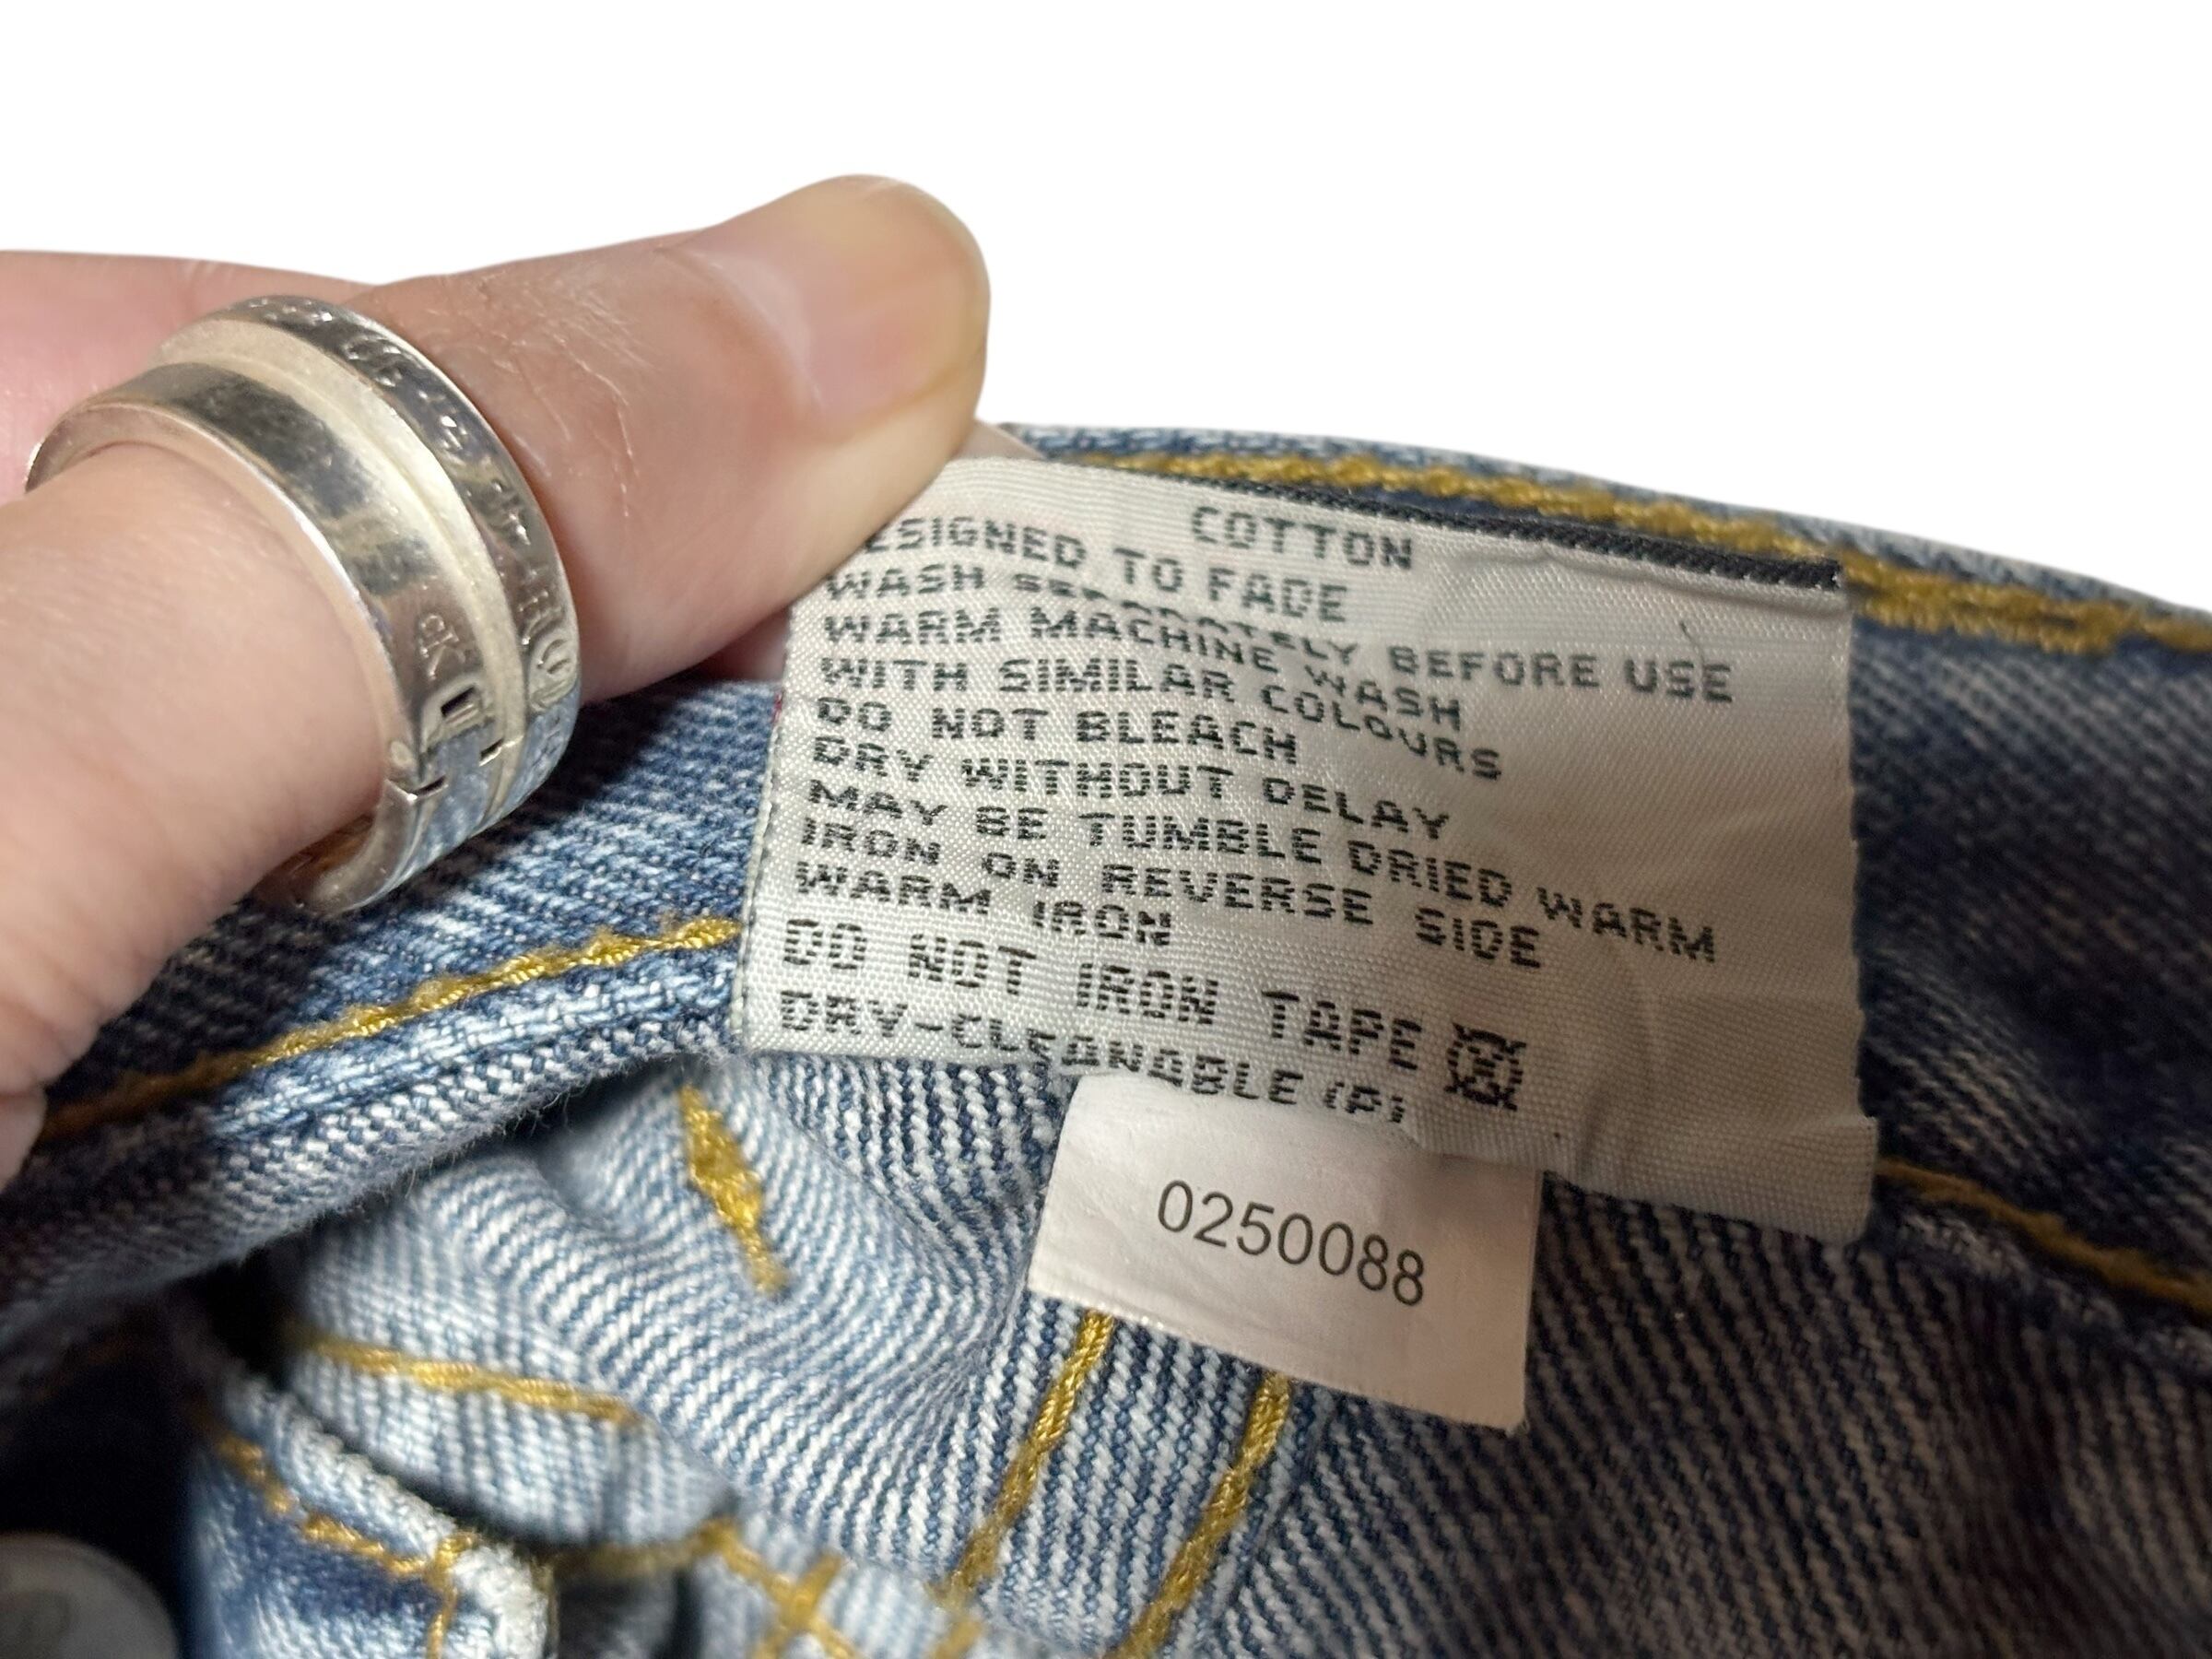 COTTON
ESIGNED TO FADE
WASH SEPARATELY BEFORE USE
WARM MACHINE WASH
WITH SIMILAR COLOURS
DO NOT BLEACH
DRY WITHOUT DELAY
MAY BE TUMBLE DRIED WARM
IRON ON REVERSE SIDE
WARM IRON
DO NOT IRON TAPE
DRY-CLEANABLE (P)
0250088